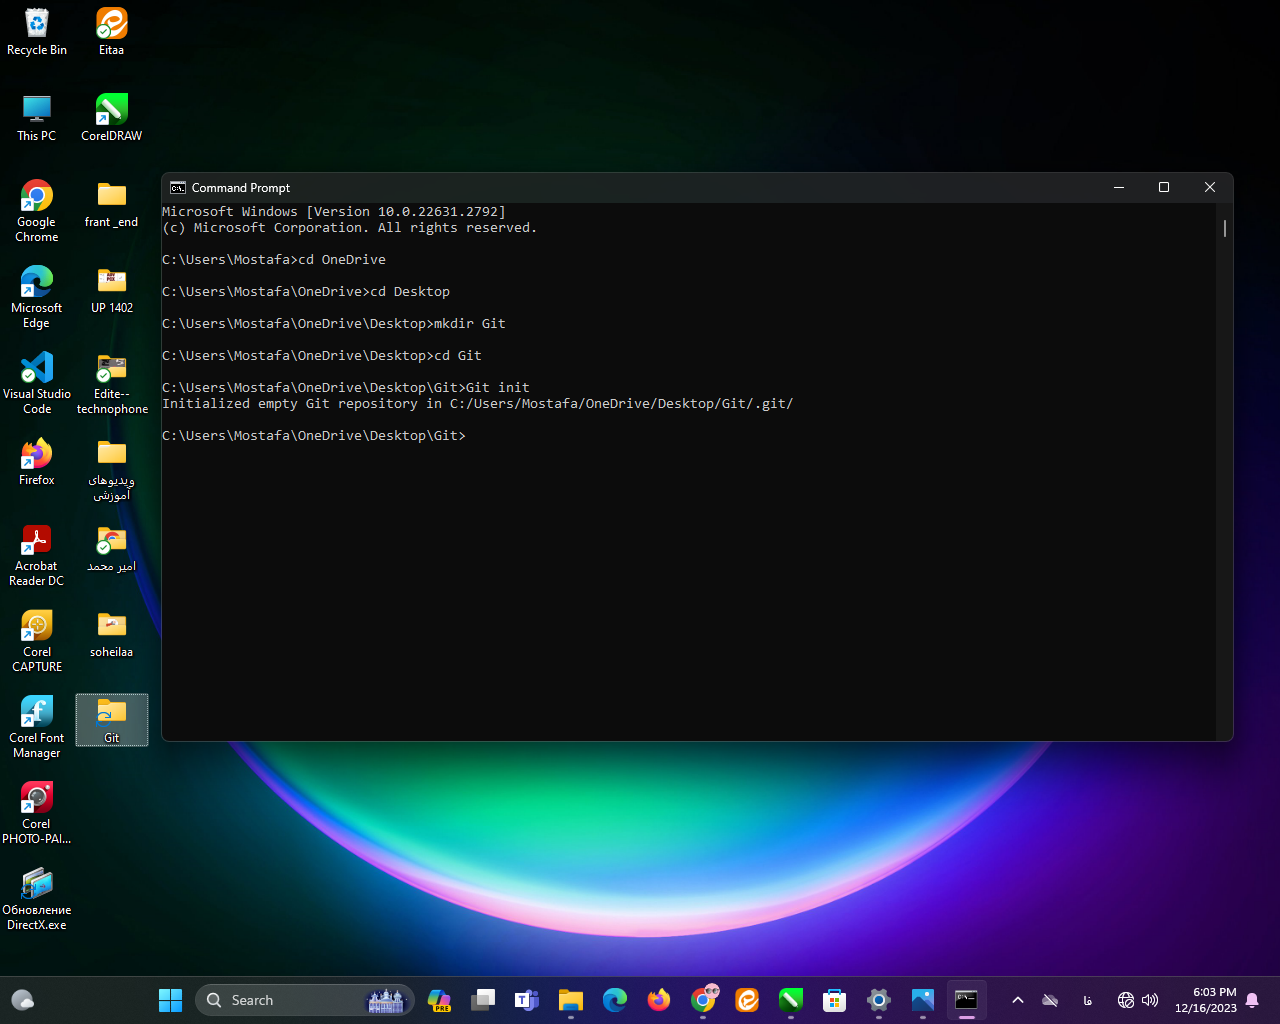 Recycle Bin
Eitaa
This PC
CorelDRAW
Google
Chrome
frant _end
Microsoft
Edge
UP 1402
Visual Studio
Code
Edite--
technophone
Firefox
ویدیوهای
آموزشی
Acrobat
Reader DC
امیر محمد
Corel
CAPTURE
soheilaa
Corel Font
Manager
Git
Corel
PHOTO-PAI...
Обновление
DirectX.exe
Command Prompt
Microsoft Windows [Version 10.0.22631.2792]
(c) Microsoft Corporation. All rights reserved.
C:\Users\Mostafa>cd OneDrive
C:\Users\Mostafa\OneDrive>cd Desktop
C:\Users\Mostafa\OneDrive\Desktop>mkdir Git
C:\Users\Mostafa\OneDrive\Desktop>cd Git
C:\Users\Mostafa\OneDrive\Desktop\Git>Git init
Initialized empty Git repository in C:/Users/Mostafa/OneDrive/Desktop/Git/.git/
C:\Users\Mostafa\OneDrive\Desktop\Git>
Search
PRE
فا
6:03 PM
12/16/2023